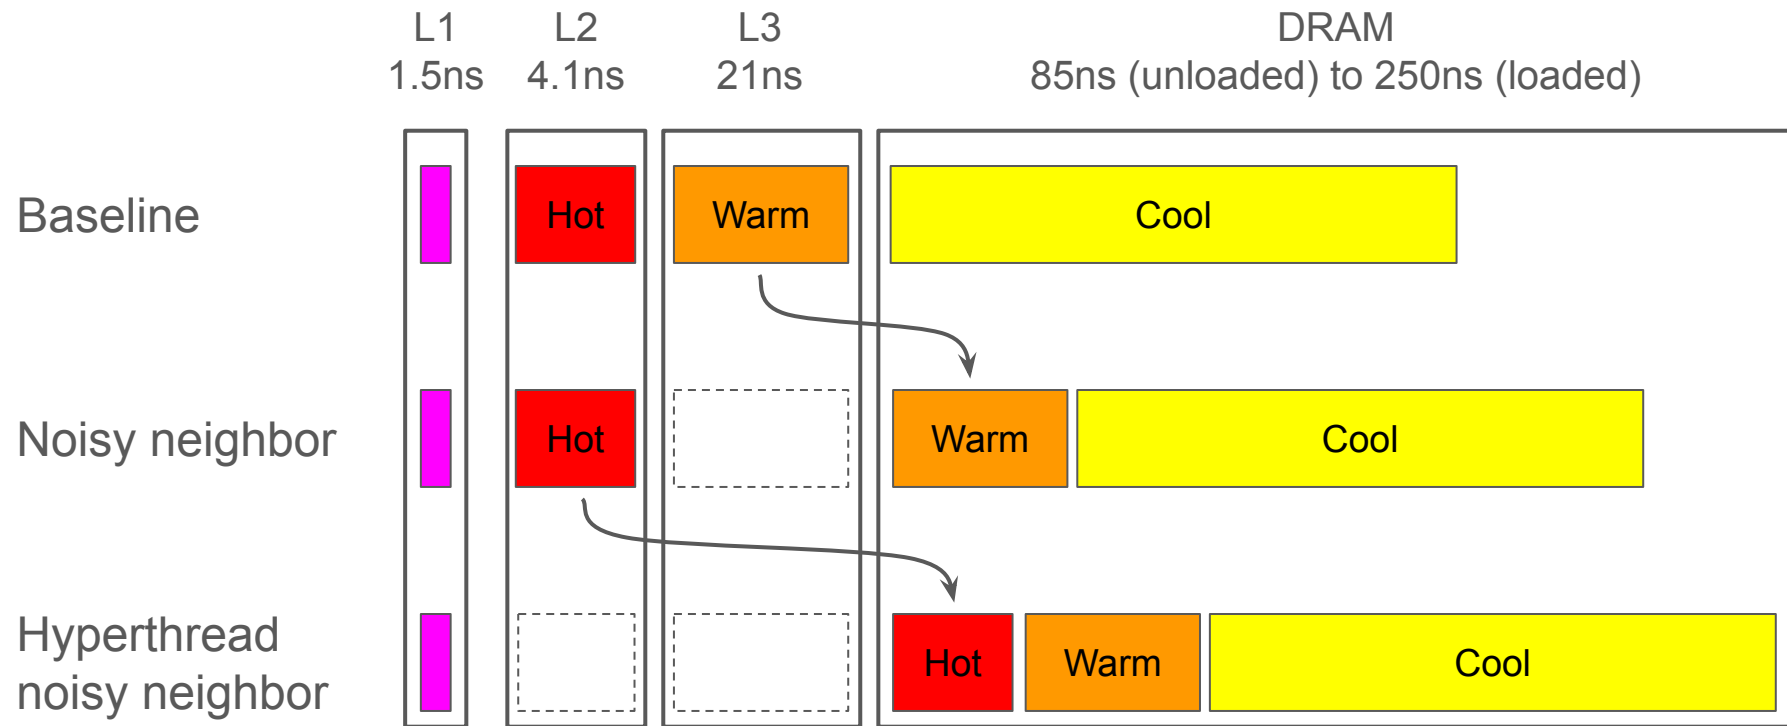 L1
1.5ns
L2
4.1ns
L3
21ns
DRAM
85ns (unloaded) to 250ns (loaded)
Baseline
Hot
Warm
Cool
Noisy neighbor
Hot
Warm
Cool
Hyperthread
noisy neighbor
Hot
Warm
Cool